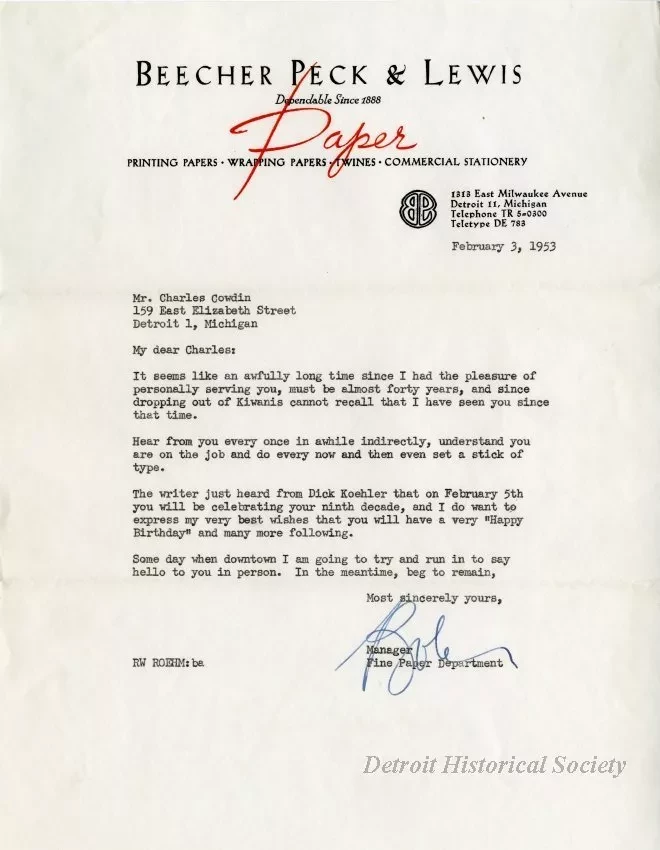 BEECHER PECK & LEWIS
Dependable Since 1888
Paper
PRINTING PAPERS · WRAPPING PAPERS · TWINES · COMMERCIAL STATIONERY
1313 East Milwaukee Avenue
Detroit 11, Michigan
Telephone TR 5-0300
Teletype DE 783
February 3, 1953
Mr. Charles Cowdin
159 East Elizabeth Street
Detroit 1, Michigan
My dear Charles:
It seems like an awfully long time since I had the pleasure of
personally serving you, must be almost forty years, and since
dropping out of Kiwanis cannot recall that I have seen you since
that time.
Hear from you every once in awhile indirectly, understand you
are on the job and do every now and then even set a stick of
type.
The writer just heard from Dick Koehler that on February 5th
you will be celebrating your ninth decade, and I do want to
express my very best wishes that you will have a very "Happy
Birthday" and many more following.
Some day when downtown I am going to try and run in to say
hello to you in person. In the meantime, beg to remain,
Most sincerely yours,
Manager
RW ROEHM:ba Fine Paper Department
Detroit Historical Society